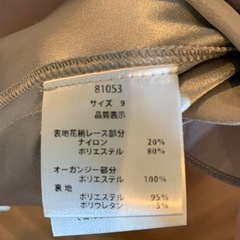 81053
サイズ 9
品質表示
表地花柄レース部分
ナイロン 20%
ポリエステル 80%
オーガンジー部分
ポリエステル 100%
裏地
ポリエステル 95%
ポリウレタン 5%